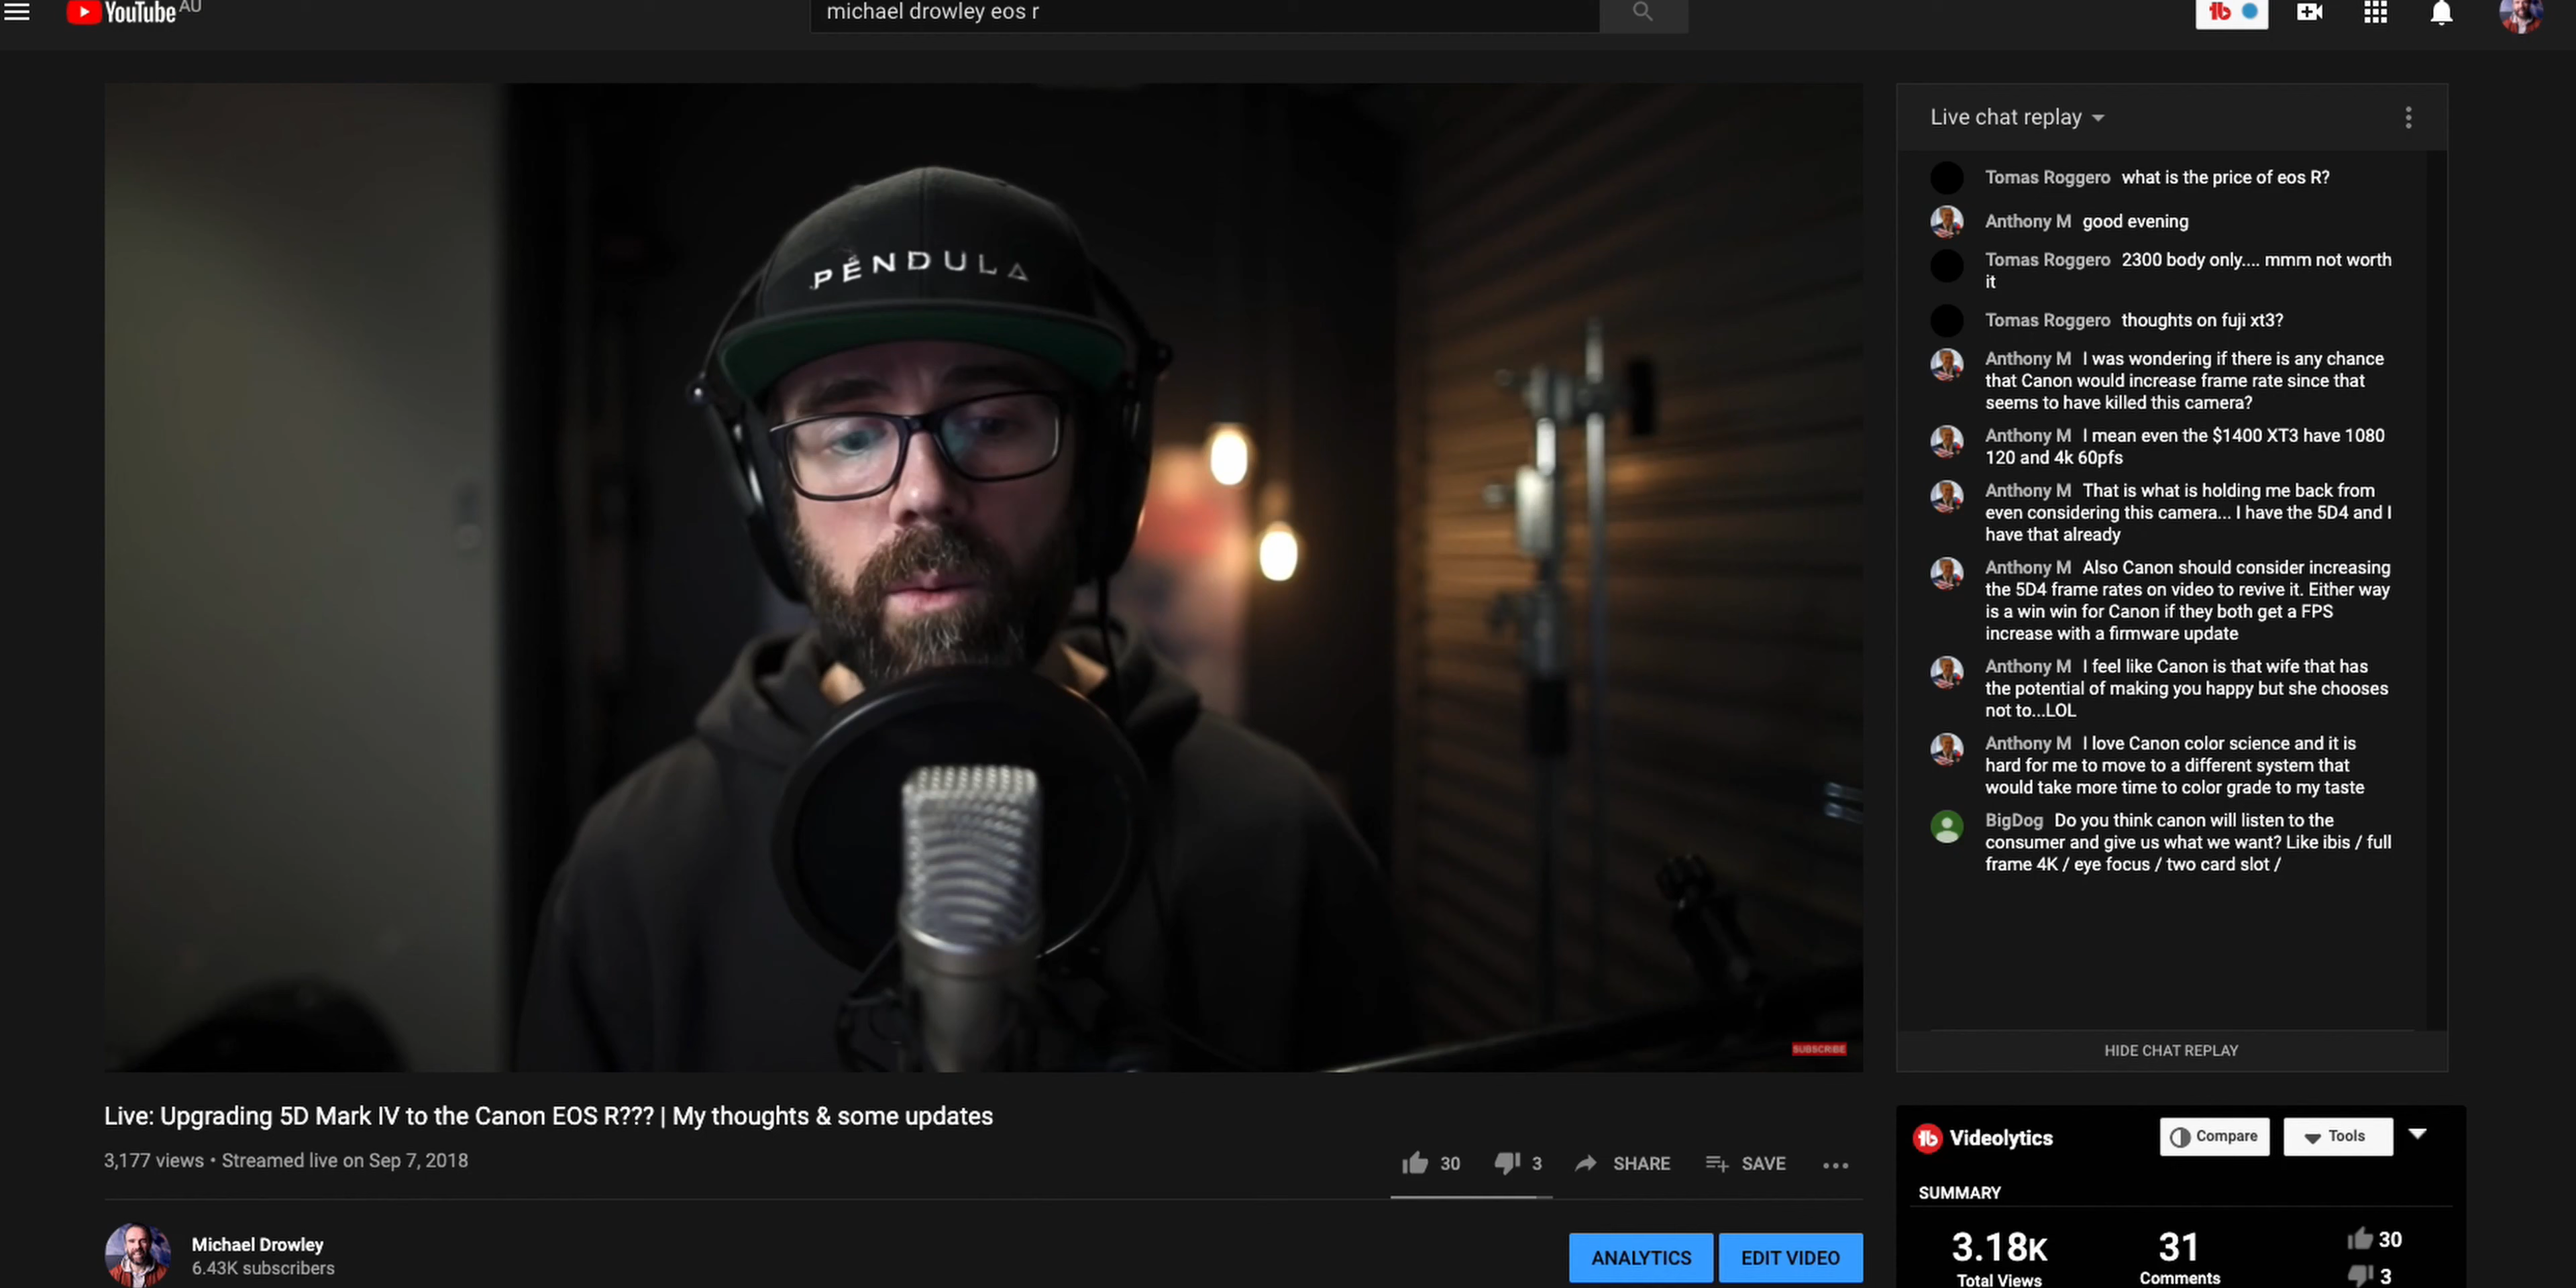 YouTube AU
michael drowley eos r
PENDULA
SUBSCRIBE
Live chat replay
Tomas Roggero what is the price of eos R?
Anthony M good evening
Tomas Roggero 2300 body only.... mmm not worth
it
Tomas Roggero thoughts on fuji xt3?
Anthony M I was wondering if there is any chance
that Canon would increase frame rate since that
seems to have killed this camera?
Anthony M I mean even the $1400 XT3 have 1080
120 and 4k 60pfs
Anthony M That is what is holding me back from
even considering this camera... I have the 5D4 and I
have that already
Anthony M Also Canon should consider increasing
the 5D4 frame rates on video to revive it. Either way
is a win win for Canon if they both get a FPS
increase with a firmware update
Anthony M I feel like Canon is that wife that has
the potential of making you happy but she chooses
not to...LOL
Anthony M I love Canon color science and it is
hard for me to move to a different system that
would take more time to color grade to my taste
BigDog Do you think canon will listen to the
consumer and give us what we want? Like ibis / full
frame 4K / eye focus / two card slot /
HIDE CHAT REPLAY
Live: Upgrading 5D Mark IV to the Canon EOS R??? | My thoughts & some updates
3,177 views • Streamed live on Sep 7, 2018
30 3 SHARE SAVE
Michael Drowley
6.43K subscribers
ANALYTICS EDIT VIDEO
Videolytics Compare Tools
SUMMARY
3.18K 31 30
Total Views Comments 3